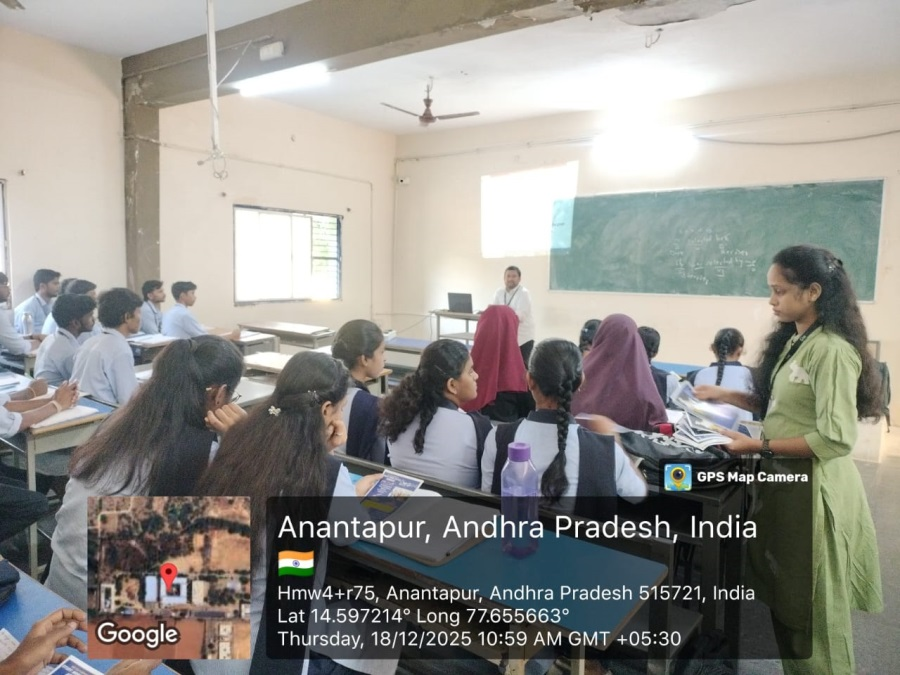 GPS Map Camera
Anantapur, Andhra Pradesh, India
Hmw4+r75, Anantapur, Andhra Pradesh 515721, India
Lat 14.597214° Long 77.655663°
Thursday, 18/12/2025 10:59 AM GMT +05:30
Google